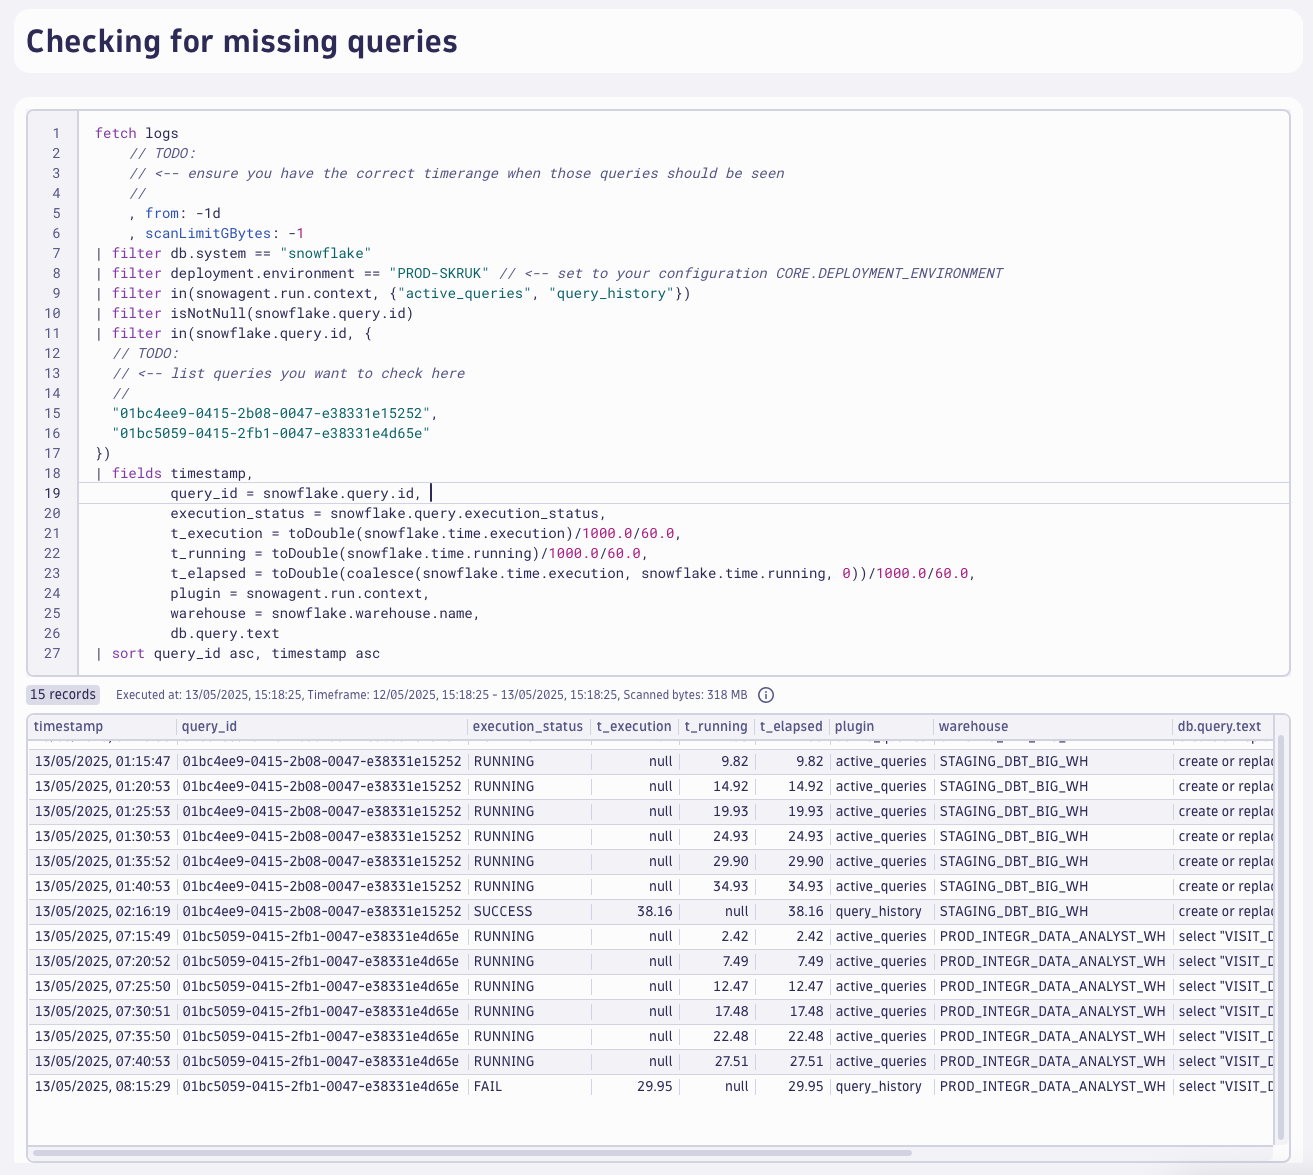 Checking for missing queries
1 fetch logs
2 // TODO:
3 // <-- ensure you have the correct timerange when those queries should be seen
4 //
5 , from: -1d
6 , scanLimitGBytes: -1
7 | filter db.system == "snowflake"
8 | filter deployment.environment == "PROD-SKRUK" // <-- set to your configuration CORE.DEPLOYMENT_ENVIRONMENT
9 | filter in(snowagent.run.context, {"active_queries", "query_history"})
10 | filter isNotNull(snowflake.query.id)
11 | filter in(snowflake.query.id, {
12 // TODO:
13 // <-- list queries you want to check here
14 //
15 "01bc4ee9-0415-2b08-0047-e38331e15252",
16 "01bc5059-0415-2fb1-0047-e38331e4d65e"
17 })
18 | fields timestamp,
19 query_id = snowflake.query.id,
20 execution_status = snowflake.query.execution_status,
21 t_execution = toDouble(snowflake.time.execution)/1000.0/60.0,
22 t_running = toDouble(snowflake.time.running)/1000.0/60.0,
23 t_elapsed = toDouble(coalesce(snowflake.time.execution, snowflake.time.running, 0))/1000.0/60.0,
24 plugin = snowagent.run.context,
25 warehouse = snowflake.warehouse.name,
26 db.query.text
27 | sort query_id asc, timestamp asc
15 records Executed at: 13/05/2025, 15:18:25, Timeframe: 12/05/2025, 15:18:25 - 13/05/2025, 15:18:25, Scanned bytes: 318 MB
timestamp query_id execution_status t_execution t_running t_elapsed plugin warehouse db.query.text
13/05/2025, 01:15:47 01bc4ee9-0415-2b08-0047-e38331e15252 RUNNING null 9.82 9.82 active_queries STAGING_DBT_BIG_WH create or replac
13/05/2025, 01:20:53 01bc4ee9-0415-2b08-0047-e38331e15252 RUNNING null 14.92 14.92 active_queries STAGING_DBT_BIG_WH create or replac
13/05/2025, 01:25:53 01bc4ee9-0415-2b08-0047-e38331e15252 RUNNING null 19.93 19.93 active_queries STAGING_DBT_BIG_WH create or replac
13/05/2025, 01:30:53 01bc4ee9-0415-2b08-0047-e38331e15252 RUNNING null 24.93 24.93 active_queries STAGING_DBT_BIG_WH create or replac
13/05/2025, 01:35:52 01bc4ee9-0415-2b08-0047-e38331e15252 RUNNING null 29.90 29.90 active_queries STAGING_DBT_BIG_WH create or replac
13/05/2025, 01:40:53 01bc4ee9-0415-2b08-0047-e38331e15252 RUNNING null 34.93 34.93 active_queries STAGING_DBT_BIG_WH create or replac
13/05/2025, 02:16:19 01bc4ee9-0415-2b08-0047-e38331e15252 SUCCESS 38.16 null 38.16 query_history STAGING_DBT_BIG_WH create or replac
13/05/2025, 07:15:49 01bc5059-0415-2fb1-0047-e38331e4d65e RUNNING null 2.42 2.42 active_queries PROD_INTEGR_DATA_ANALYST_WH select "VISIT_D
13/05/2025, 07:20:52 01bc5059-0415-2fb1-0047-e38331e4d65e RUNNING null 7.49 7.49 active_queries PROD_INTEGR_DATA_ANALYST_WH select "VISIT_D
13/05/2025, 07:25:50 01bc5059-0415-2fb1-0047-e38331e4d65e RUNNING null 12.47 12.47 active_queries PROD_INTEGR_DATA_ANALYST_WH select "VISIT_D
13/05/2025, 07:30:51 01bc5059-0415-2fb1-0047-e38331e4d65e RUNNING null 17.48 17.48 active_queries PROD_INTEGR_DATA_ANALYST_WH select "VISIT_D
13/05/2025, 07:35:50 01bc5059-0415-2fb1-0047-e38331e4d65e RUNNING null 22.48 22.48 active_queries PROD_INTEGR_DATA_ANALYST_WH select "VISIT_D
13/05/2025, 07:40:53 01bc5059-0415-2fb1-0047-e38331e4d65e RUNNING null 27.51 27.51 active_queries PROD_INTEGR_DATA_ANALYST_WH select "VISIT_D
13/05/2025, 08:15:29 01bc5059-0415-2fb1-0047-e38331e4d65e FAIL 29.95 null 29.95 query_history PROD_INTEGR_DATA_ANALYST_WH select "VISIT_D